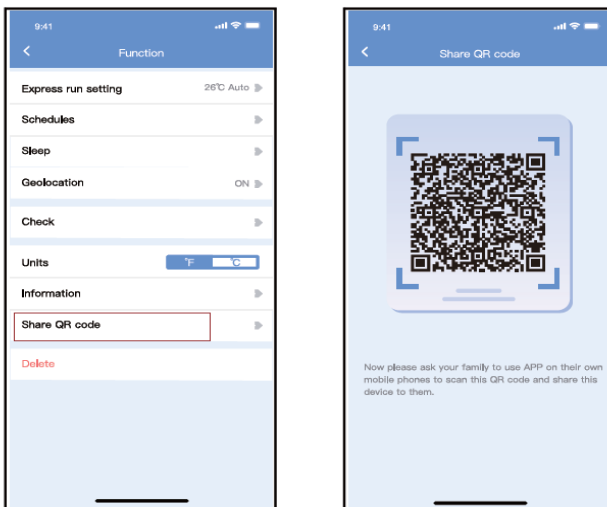 9:41
Function
Express run setting 26℃ Auto
Schedules
Sleep
Geolocation ON
Check
Units °F ℃
Information
Share QR code
Delete
9:41
Share QR code
Now please ask your family to use APP on their own
mobile phones to scan this QR code and share this
device to them.